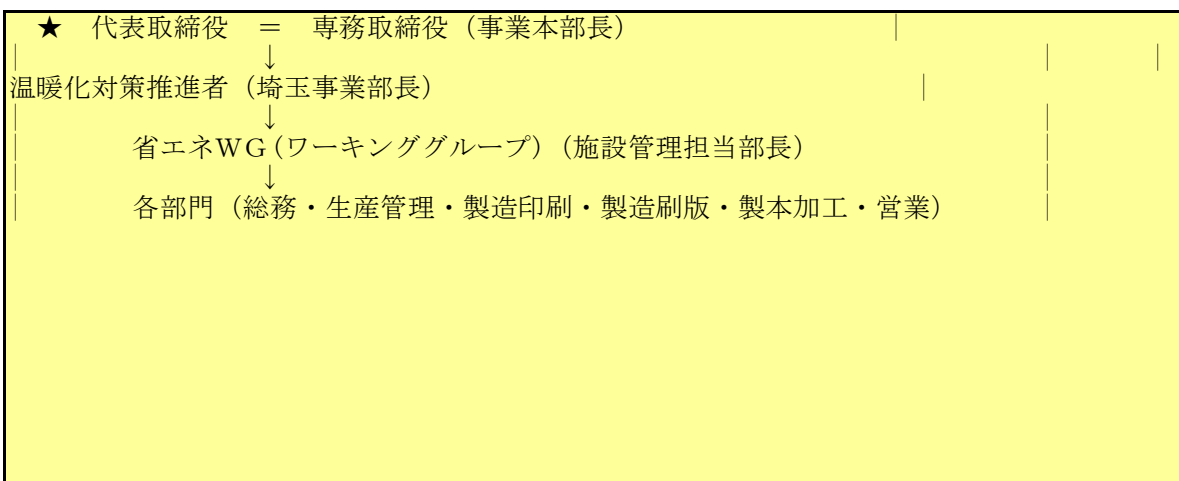 ★　代表取締役　＝　専務取締役（事業本部長）　｜
｜　↓　｜　｜
温暖化対策推進者（埼玉事業部長）　｜
｜　↓　｜
｜　省エネＷＧ（ワーキンググループ）（施設管理担当部長）　｜
｜　↓　｜
｜　各部門（総務・生産管理・製造印刷・製造刷版・製本加工・営業）　｜